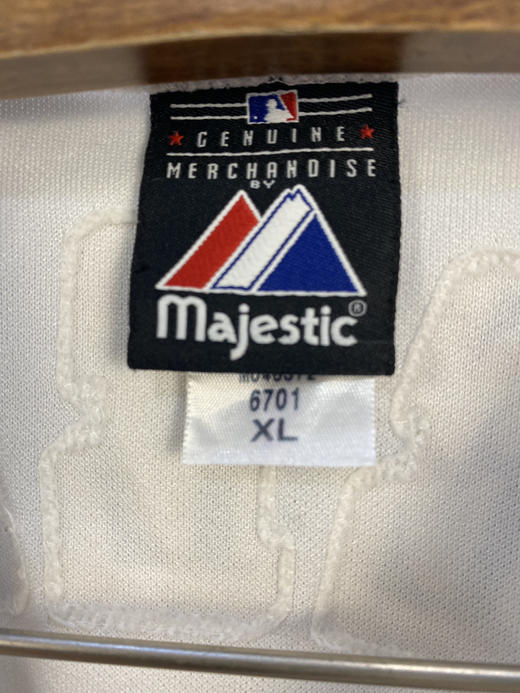 GENUINE
MERCHANDISE
BY
Majestic®
6701
XL